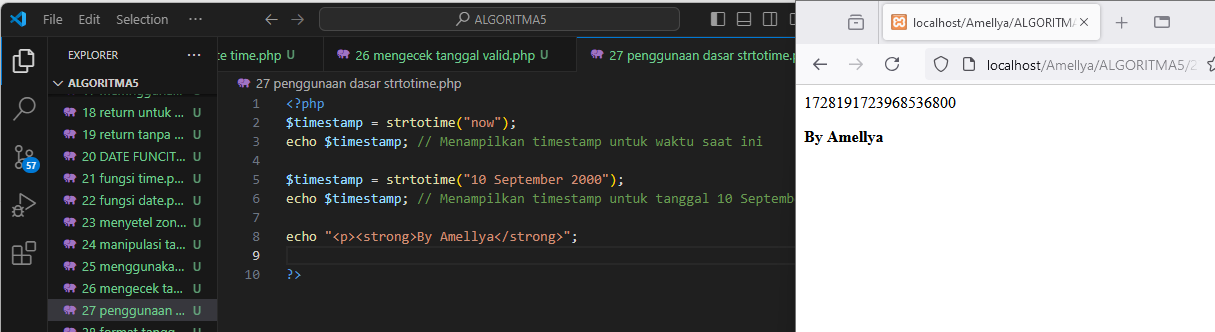 File Edit Selection ··· ALGORITMA5
EXPLORER ···
ALGORITMA5
18 return untuk ... U
19 return tanpa ... U
20 DATE FUNCIT... U
21 fungsi time.p... U
22 fungsi date.p... U
23 menyetel zon... U
24 manipulasi ta... U
25 menggunaka... U
26 mengecek ta... U
27 penggunaan ... U
57
time.php U
26 mengecek tanggal valid.php U
27 penggunaan dasar strtotime.p
27 penggunaan dasar strtotime.php
1 <?php
2 $timestamp = strtotime("now");
3 echo $timestamp; // Menampilkan timestamp untuk waktu saat ini
4
5 $timestamp = strtotime("10 September 2000");
6 echo $timestamp; // Menampilkan timestamp untuk tanggal 10 Septemb
7
8 echo "<p><strong>By Amellya</strong>";
9
10 ?>
localhost/Amellya/ALGORITMA
localhost/Amellya/ALGORITMA5/2
1728191723968536800
By Amellya